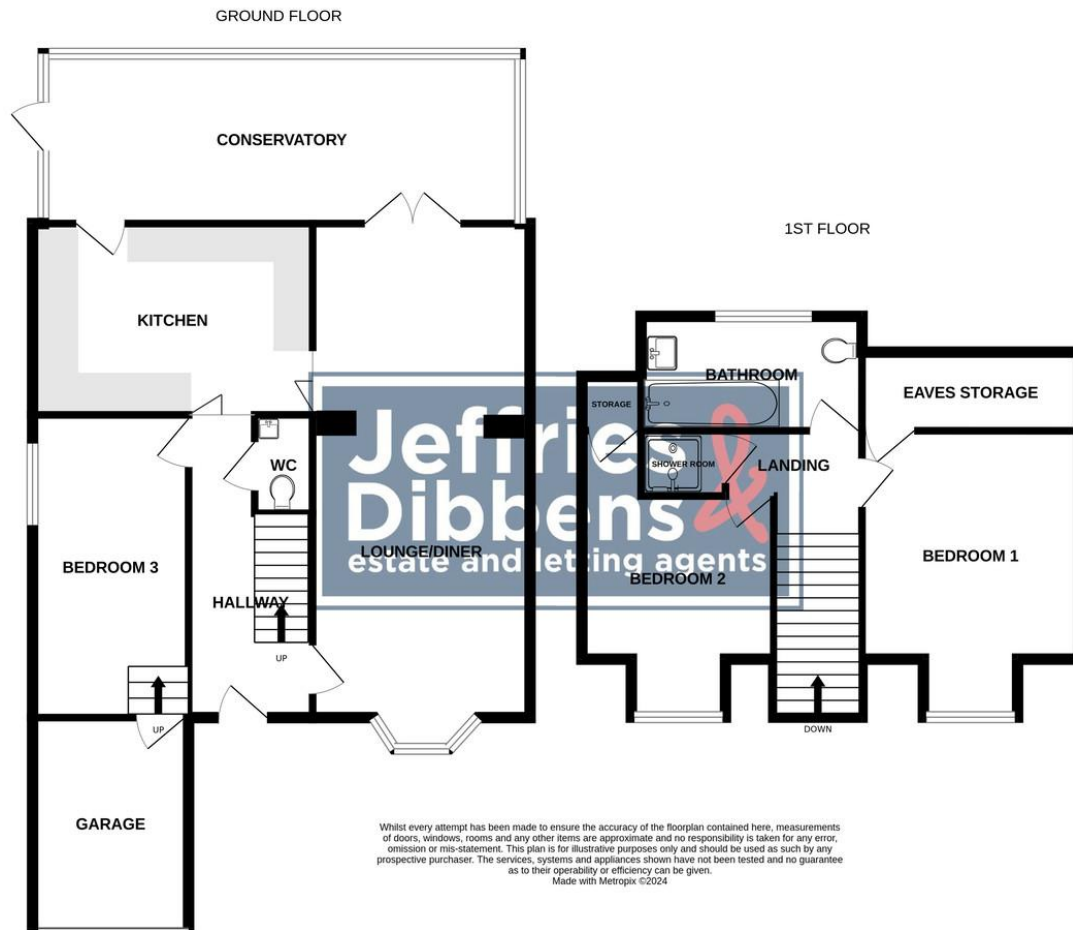 GROUND FLOOR
CONSERVATORY
1ST FLOOR
KITCHEN
BATHROOM
EAVES STORAGE
STORAGE
Jeffries
&
WC
SHOWER ROOM
LANDING
Dibbens
LOUNGE/DINER
estate and letting agents
BEDROOM 3
BEDROOM 2
BEDROOM 1
HALLWAY
UP
UP
DOWN
GARAGE
Whilst every attempt has been made to ensure the accuracy of the floorplan contained here, measurements
of doors, windows, rooms and any other items are approximate and no responsibility is taken for any error,
omission or mis-statement. This plan is for illustrative purposes only and should be used as such by any
prospective purchaser. The services, systems and appliances shown have not been tested and no guarantee
as to their operability or efficiency can be given.
Made with Metropix ©2024